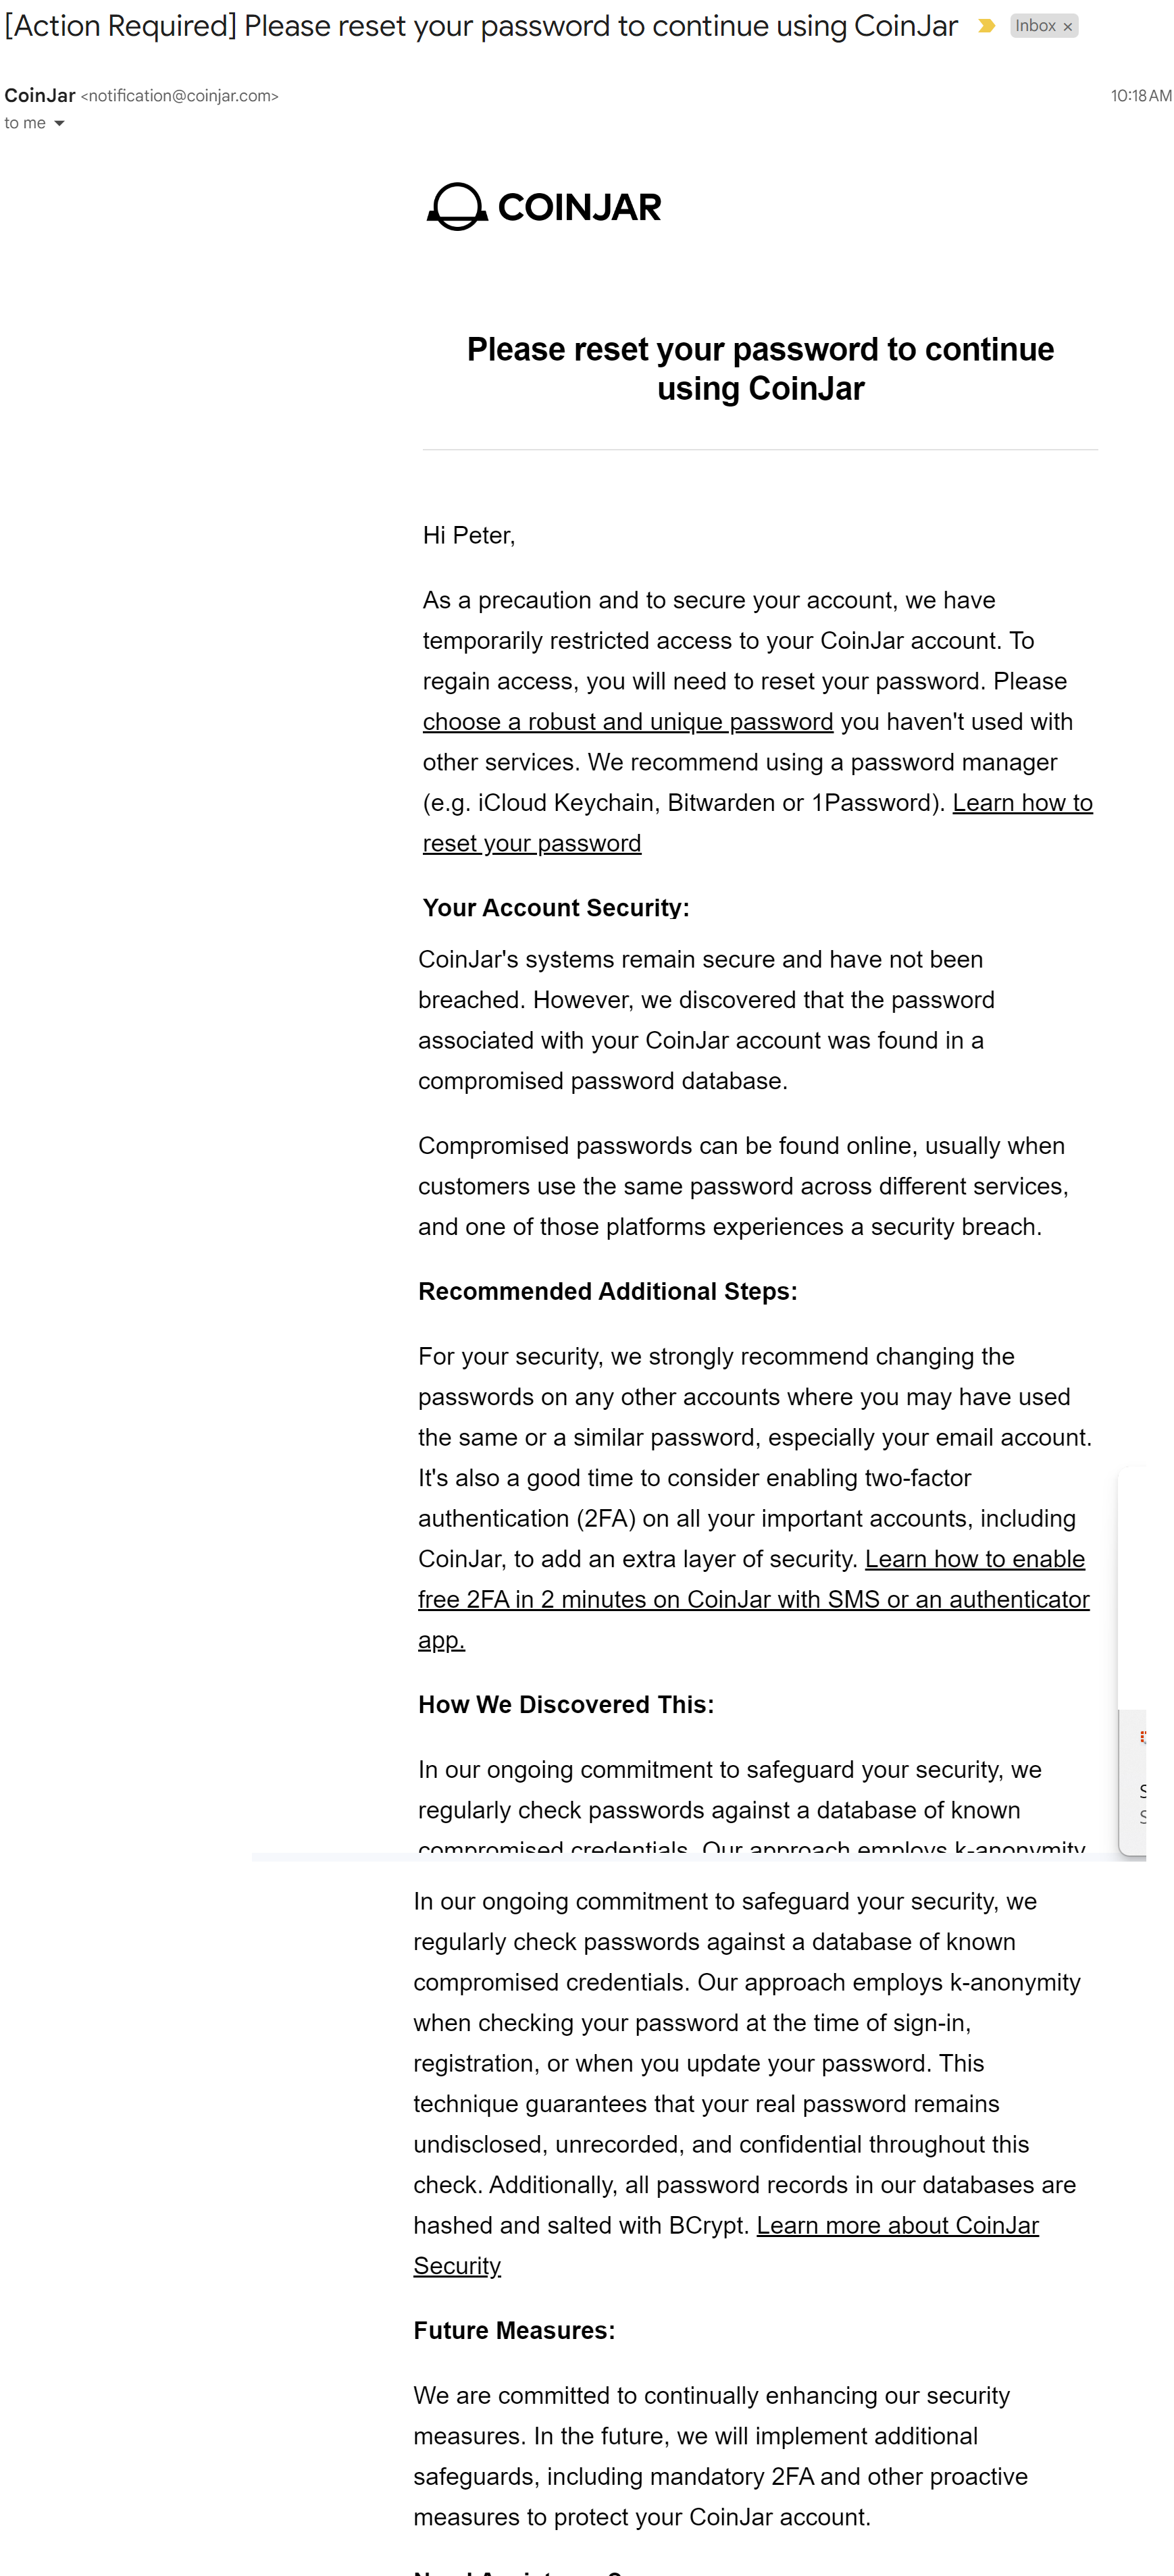 [Action Required] Please reset your password to continue using CoinJar
Inbox ×
CoinJar <notification@coinjar.com>
10:18 AM
to me
COINJAR
Please reset your password to continue
using CoinJar
Hi Peter,
As a precaution and to secure your account, we have
temporarily restricted access to your CoinJar account. To
regain access, you will need to reset your password. Please
choose a robust and unique password you haven't used with
other services. We recommend using a password manager
(e.g. iCloud Keychain, Bitwarden or 1Password). Learn how to
reset your password
Your Account Security:
CoinJar's systems remain secure and have not been
breached. However, we discovered that the password
associated with your CoinJar account was found in a
compromised password database.
Compromised passwords can be found online, usually when
customers use the same password across different services,
and one of those platforms experiences a security breach.
Recommended Additional Steps:
For your security, we strongly recommend changing the
passwords on any other accounts where you may have used
the same or a similar password, especially your email account.
It's also a good time to consider enabling two-factor
authentication (2FA) on all your important accounts, including
CoinJar, to add an extra layer of security. Learn how to enable
free 2FA in 2 minutes on CoinJar with SMS or an authenticator
app.
How We Discovered This:
In our ongoing commitment to safeguard your security, we
regularly check passwords against a database of known
compromised credentials. Our approach employs k-anonymity
In our ongoing commitment to safeguard your security, we
regularly check passwords against a database of known
compromised credentials. Our approach employs k-anonymity
when checking your password at the time of sign-in,
registration, or when you update your password. This
technique guarantees that your real password remains
undisclosed, unrecorded, and confidential throughout this
check. Additionally, all password records in our databases are
hashed and salted with BCrypt. Learn more about CoinJar
Security
Future Measures:
We are committed to continually enhancing our security
measures. In the future, we will implement additional
safeguards, including mandatory 2FA and other proactive
measures to protect your CoinJar account.